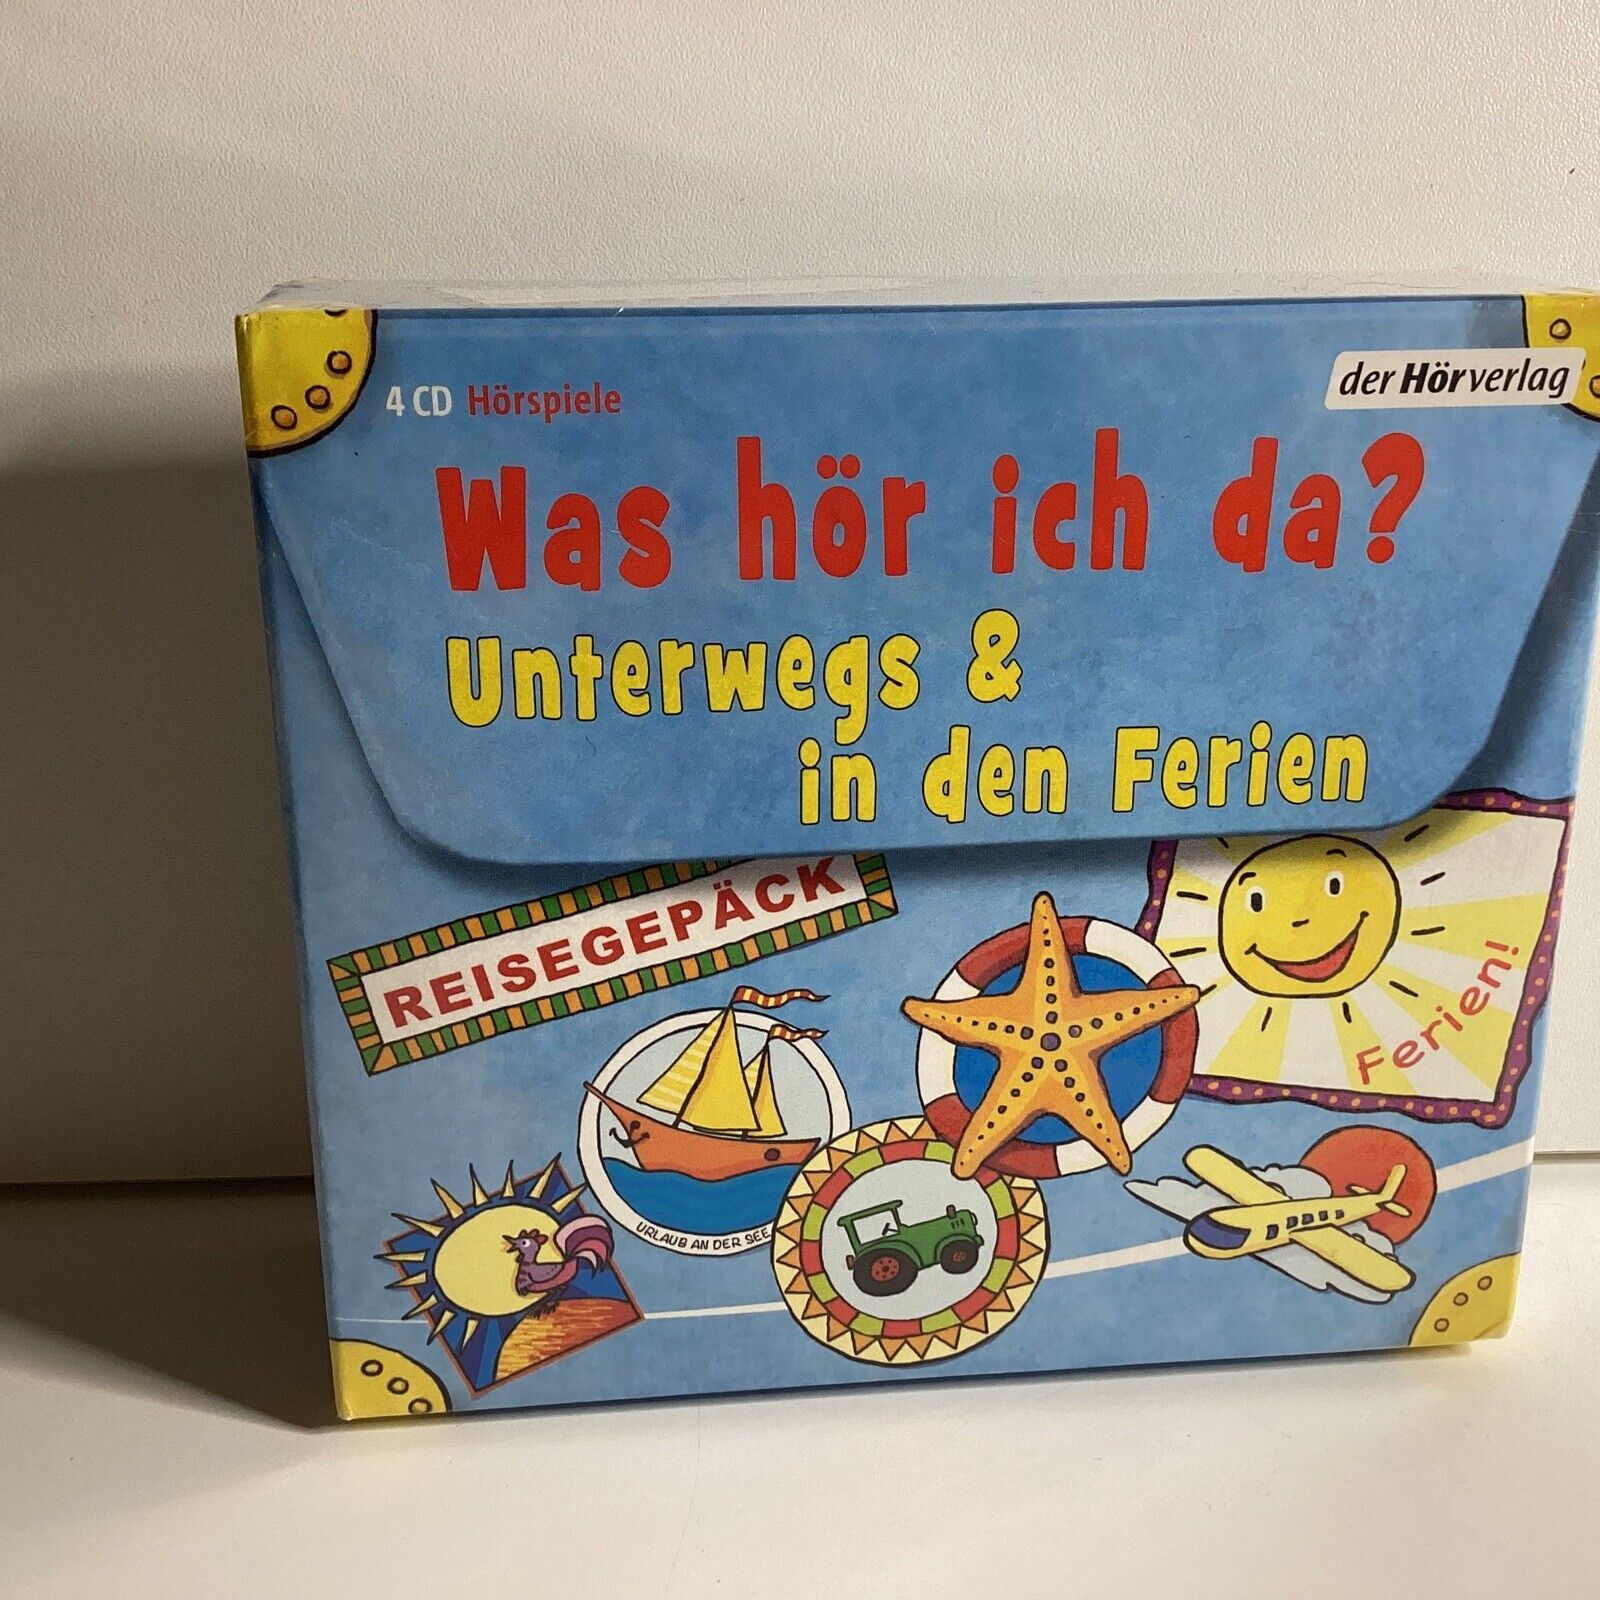 4 CD Hörspiele
der Hörverlag
Was hör ich da?
Unterwegs &
in den Ferien
REISEGEPÄCK
Ferien!
URLAUB AN DER SEE